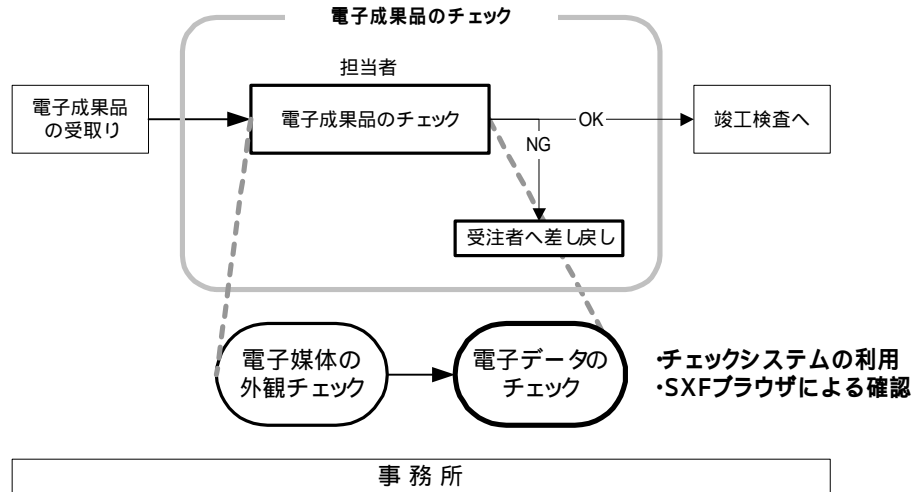 電子成果品のチェック
担当者
電子成果品
の受取り
電子成果品のチェック
OK
竣工検査へ
NG
受注者へ差し戻し
電子媒体の
外観チェック
電子データの
チェック
・チェックシステムの利用
・SXFブラウザによる確認
事 務 所